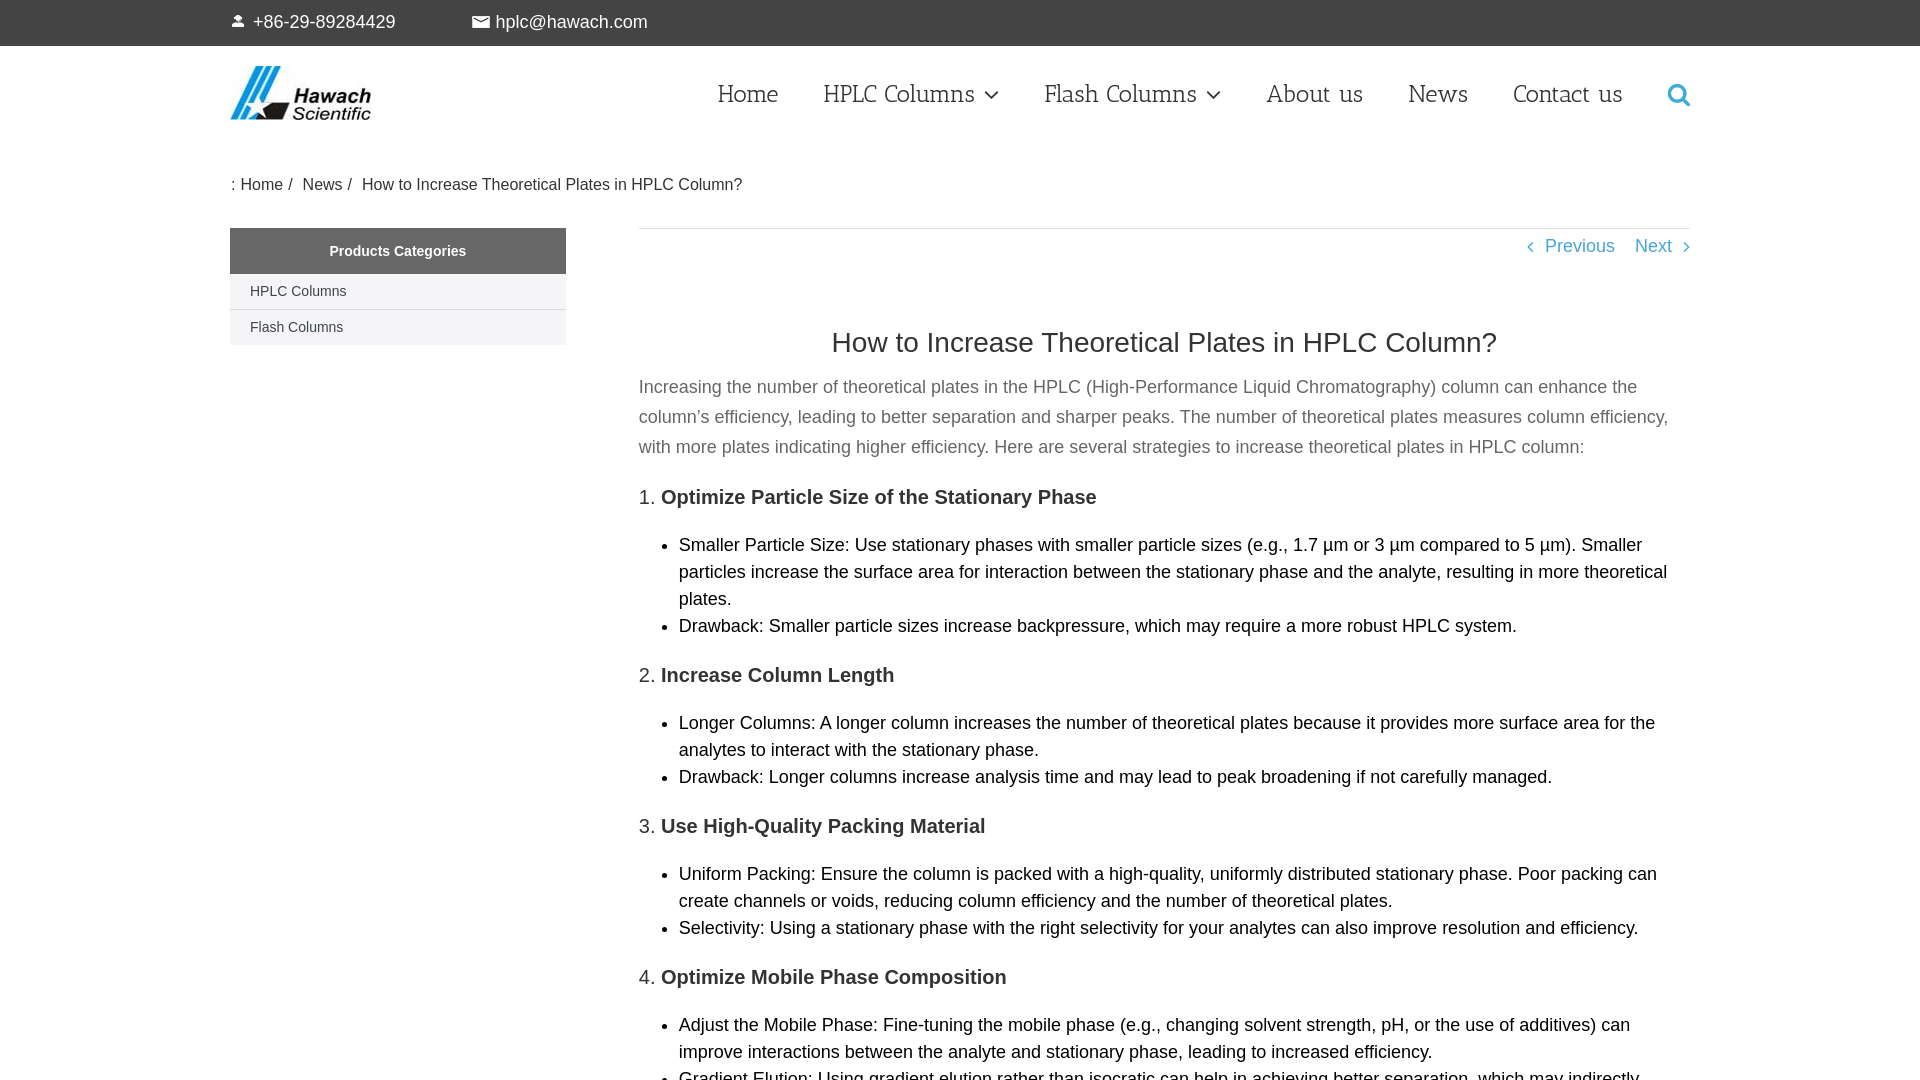 +86-29-89284429 hplc@hawach.com
Hawach
Scientific
Home HPLC Columns Flash Columns About us News Contact us
: Home / News / How to Increase Theoretical Plates in HPLC Column?
Products Categories
HPLC Columns
Flash Columns
Previous Next
How to Increase Theoretical Plates in HPLC Column?
Increasing the number of theoretical plates in the HPLC (High-Performance Liquid Chromatography) column can enhance the
column’s efficiency, leading to better separation and sharper peaks. The number of theoretical plates measures column efficiency,
with more plates indicating higher efficiency. Here are several strategies to increase theoretical plates in HPLC column:
1. Optimize Particle Size of the Stationary Phase
• Smaller Particle Size: Use stationary phases with smaller particle sizes (e.g., 1.7 µm or 3 µm compared to 5 µm). Smaller
particles increase the surface area for interaction between the stationary phase and the analyte, resulting in more theoretical
plates.
• Drawback: Smaller particle sizes increase backpressure, which may require a more robust HPLC system.
2. Increase Column Length
• Longer Columns: A longer column increases the number of theoretical plates because it provides more surface area for the
analytes to interact with the stationary phase.
• Drawback: Longer columns increase analysis time and may lead to peak broadening if not carefully managed.
3. Use High-Quality Packing Material
• Uniform Packing: Ensure the column is packed with a high-quality, uniformly distributed stationary phase. Poor packing can
create channels or voids, reducing column efficiency and the number of theoretical plates.
• Selectivity: Using a stationary phase with the right selectivity for your analytes can also improve resolution and efficiency.
4. Optimize Mobile Phase Composition
• Adjust the Mobile Phase: Fine-tuning the mobile phase (e.g., changing solvent strength, pH, or the use of additives) can
improve interactions between the analyte and stationary phase, leading to increased efficiency.
• Gradient Elution: Using gradient elution rather than isocratic can help in achieving better separation, which may indirectly